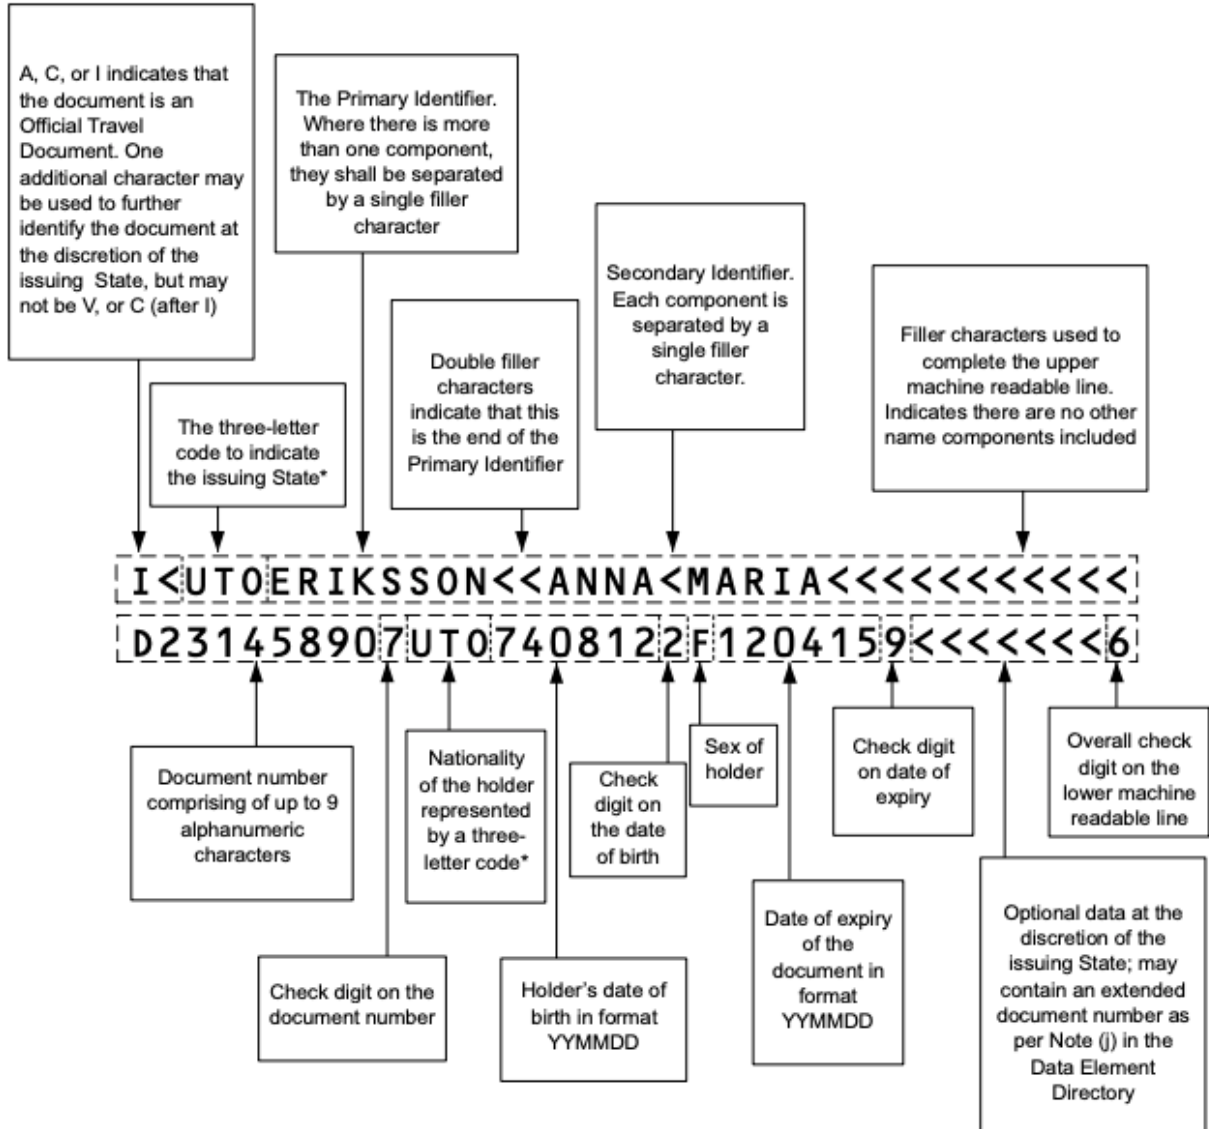 A, C, or I indicates that
the document is an
Official Travel
Document. One
additional character may
be used to further
identify the document at
the discretion of the
issuing State, but may
not be V, or C (after I)
The Primary Identifier.
Where there is more
than one component,
they shall be separated
by a single filler
character
Secondary Identifier.
Each component is
separated by a
single filler
character.
Filler characters used to
complete the upper
machine readable line.
Indicates there are no other
name components included
Double filler
characters
indicate that this
is the end of the
Primary Identifier
The three-letter
code to indicate
the issuing State*
I<UTOERIKSSON<<ANNA<MARIA<<<<<<<<<<<
D231458907UTO7408122F1204159<<<<<<<6
Document number
comprising of up to 9
alphanumeric
characters
Nationality
of the holder
represented
by a three-
letter code*
Check
digit on
the date
of birth
Sex of
holder
Check digit
on date of
expiry
Overall check
digit on the
lower machine
readable line
Check digit on the
document number
Holder's date of
birth in format
YYMMDD
Date of expiry
of the
document in
format
YYMMDD
Optional data at the
discretion of the
issuing State; may
contain an extended
document number as
per Note (j) in the
Data Element
Directory